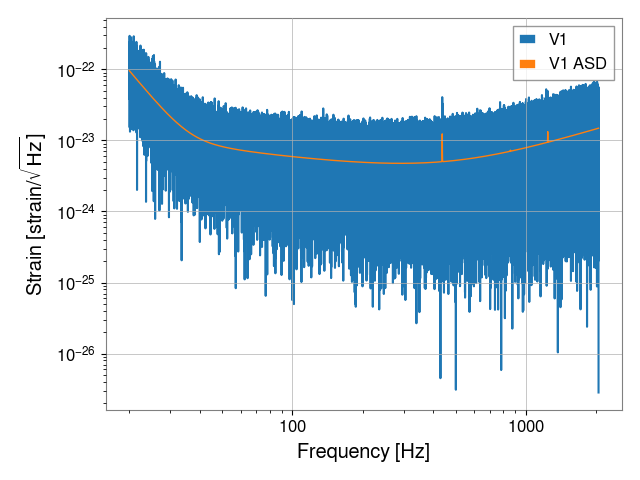 V1
V1 ASD
10⁻²²
10⁻²³
10⁻²⁴
10⁻²⁵
10⁻²⁶
Strain [strain/√Hz]
100
1000
Frequency [Hz]